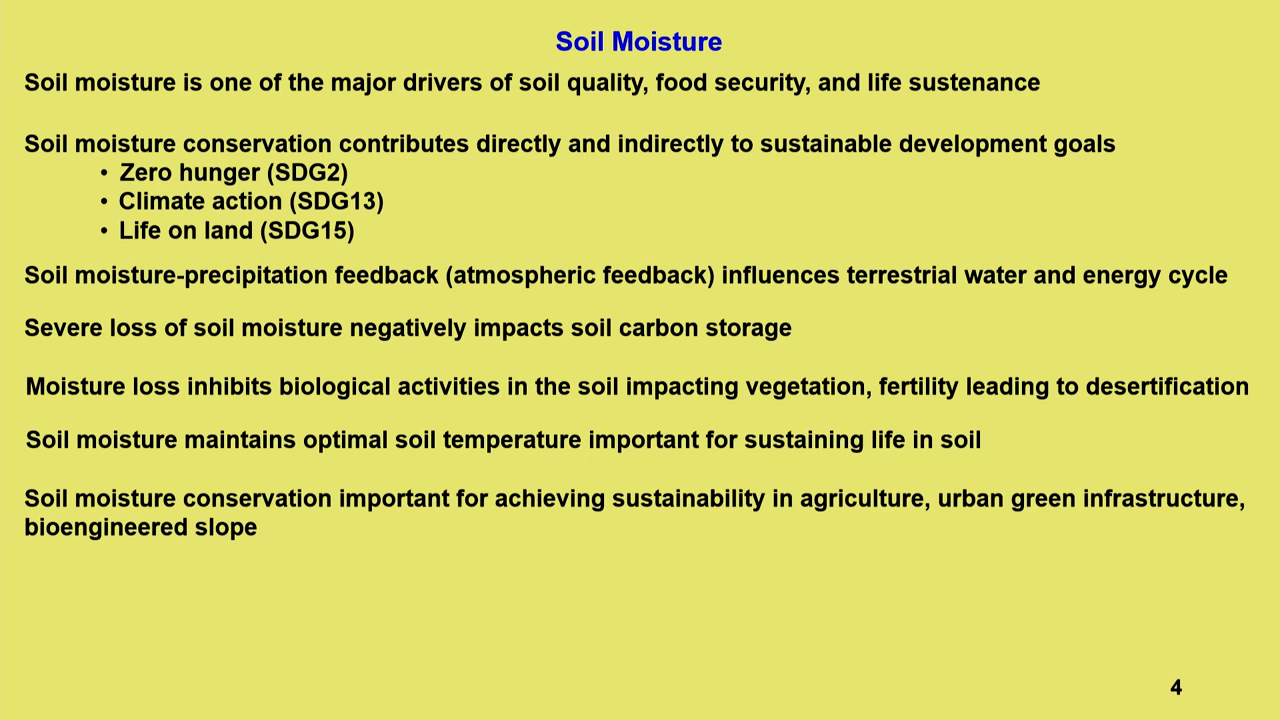 Soil Moisture
Soil moisture is one of the major drivers of soil quality, food security, and life sustenance
Soil moisture conservation contributes directly and indirectly to sustainable development goals
• Zero hunger (SDG2)
• Climate action (SDG13)
• Life on land (SDG15)
Soil moisture-precipitation feedback (atmospheric feedback) influences terrestrial water and energy cycle
Severe loss of soil moisture negatively impacts soil carbon storage
Moisture loss inhibits biological activities in the soil impacting vegetation, fertility leading to desertification
Soil moisture maintains optimal soil temperature important for sustaining life in soil
Soil moisture conservation important for achieving sustainability in agriculture, urban green infrastructure,
bioengineered slope
4